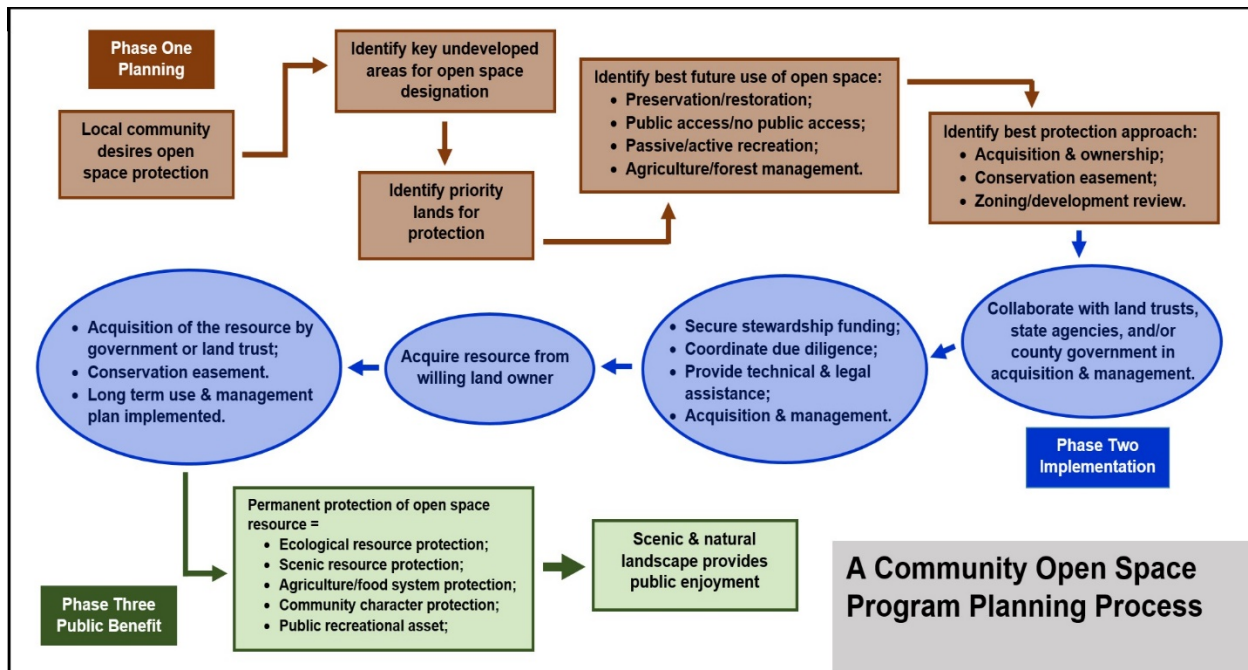 Phase One
Planning
Local community
desires open
space protection
Identify key undeveloped
areas for open space
designation
Identify priority
lands for
protection
Identify best future use of open space:
• Preservation/restoration;
• Public access/no public access;
• Passive/active recreation;
• Agriculture/forest management.
Identify best protection approach:
• Acquisition & ownership;
• Conservation easement;
• Zoning/development review.
Collaborate with land trusts,
state agencies, and/or
county government in
acquisition & management.
Phase Two
Implementation
• Secure stewardship funding;
• Coordinate due diligence;
• Provide technical & legal
assistance;
• Acquisition & management.
Acquire resource from
willing land owner
• Acquisition of the resource by
government or land trust;
• Conservation easement.
• Long term use & management
plan implemented.
Phase Three
Public Benefit
Permanent protection of open space
resource =
• Ecological resource protection;
• Scenic resource protection;
• Agriculture/food system protection;
• Community character protection;
• Public recreational asset;
Scenic & natural
landscape provides
public enjoyment
A Community Open Space
Program Planning Process